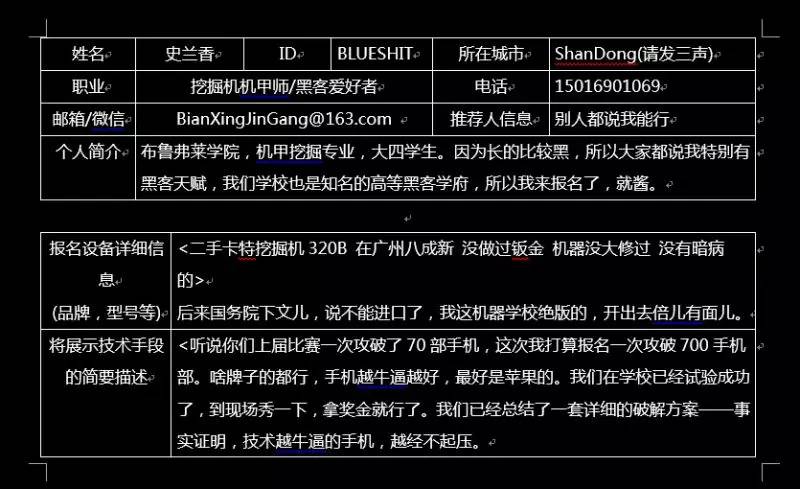 姓名 史兰香 ID BLUESHIT 所在城市 ShanDong(请发三声)
职业 挖掘机机甲师/黑客爱好者 电话 15016901069
邮箱/微信 BianXingJinGang@163.com 推荐人信息 别人都说我能行
个人简介 布鲁弗莱学院，机甲挖掘专业，大四学生。因为长的比较黑，所以大家都说我特别有
黑客天赋，我们学校也是知名的高等黑客学府，所以我来报名了，就酱。
报名设备详细信 <二手卡特挖掘机 320B 在广州八成新 没做过钣金 机器没大修过 没有暗病
息 的>
(品牌，型号等) 后来国务院下文儿，说不能进口了，我这机器学校绝版的，开出去倍儿有面儿。
将展示技术手段 <听说你们上届比赛一次攻破了 70 部手机，这次我打算报名一次攻破 700 手机
的简要描述 部。啥牌子的都行，手机越牛逼越好，最好是苹果的。我们在学校已经试验成功
了，到现场秀一下，拿奖金就行了。我们已经总结了一套详细的破解方案——事
实证明，技术越牛逼的手机，越经不起压。